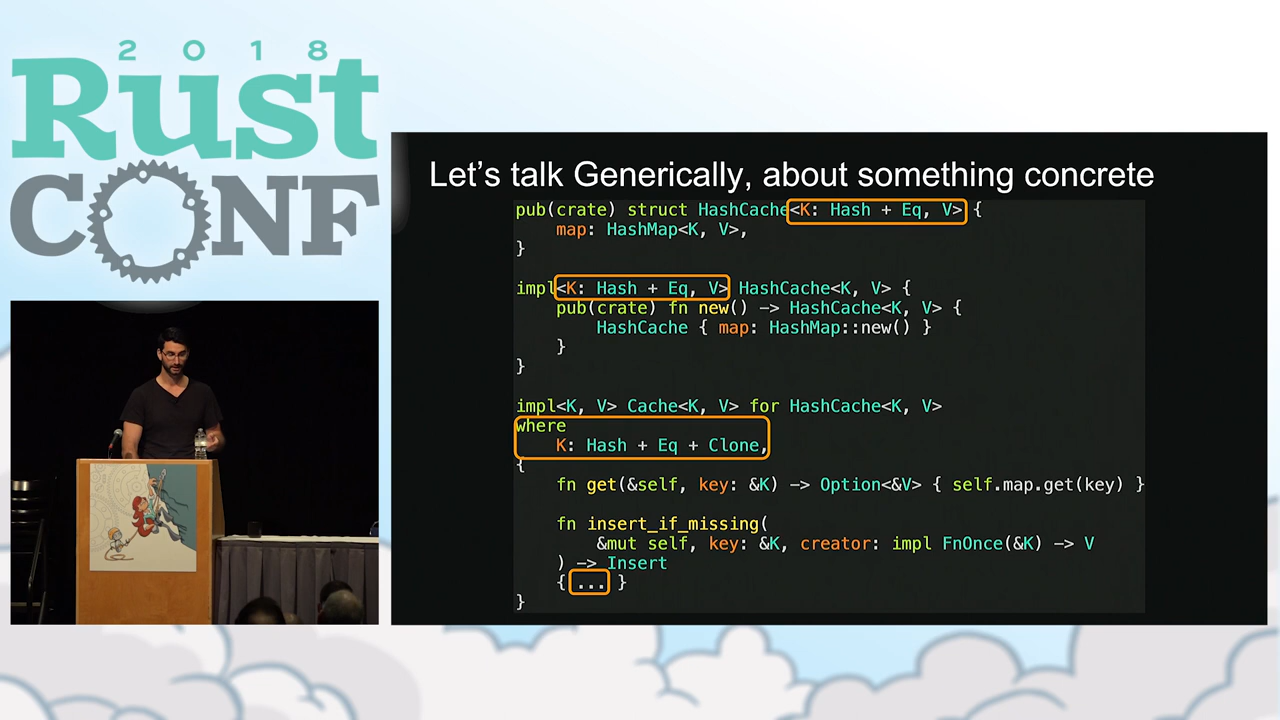 2018
Rust
CONF
Let's talk Generically, about something concrete
pub(crate) struct HashCache<K: Hash + Eq, V> {
    map: HashMap<K, V>,
}
impl<K: Hash + Eq, V> HashCache<K, V> {
    pub(crate) fn new() -> HashCache<K, V> {
        HashCache { map: HashMap::new() }
    }
}
impl<K, V> Cache<K, V> for HashCache<K, V>
where
    K: Hash + Eq + Clone,
{
    fn get(&self, key: &K) -> Option<&V> { self.map.get(key) }
    fn insert_if_missing(
        &mut self, key: &K, creator: impl FnOnce(&K) -> V
    ) -> Insert
    { ... }
}